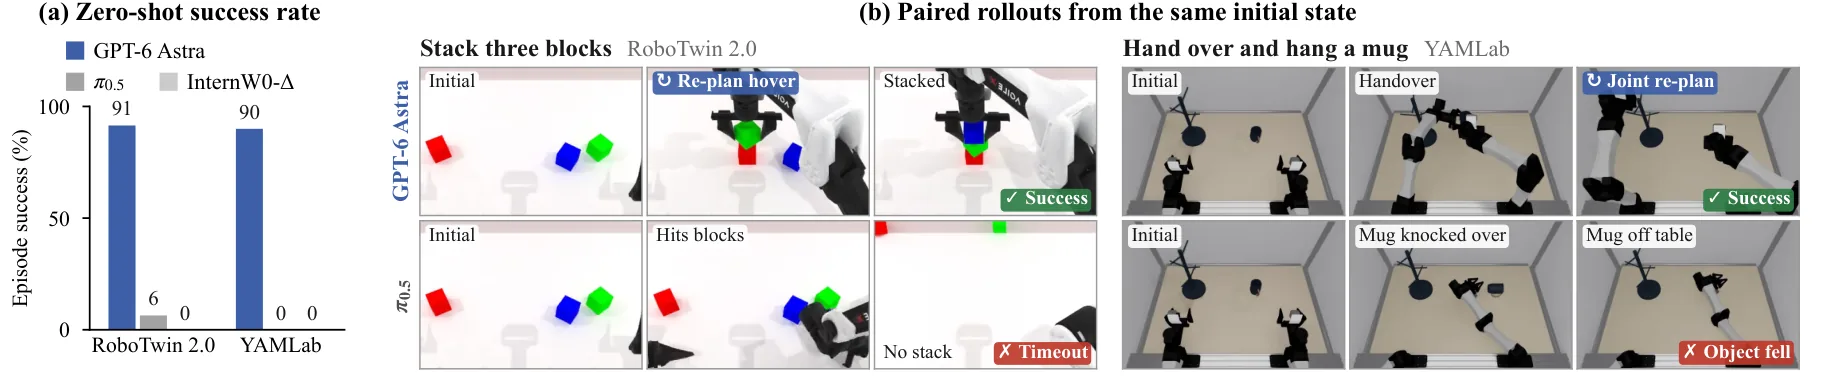 (a) Zero-shot success rate
GPT-6 Astra
π0.5
InternW0-Δ
Episode success (%)
100
50
0
91
6
0
90
0
0
RoboTwin 2.0
YAMLab
(b) Paired rollouts from the same initial state
Stack three blocks RoboTwin 2.0
GPT-6 Astra
Initial
↻ Re-plan hover
Stacked
✓ Success
π0.5
Initial
Hits blocks
No stack
✗ Timeout
Hand over and hang a mug YAMLab
Initial
Handover
↻ Joint re-plan
✓ Success
Initial
Mug knocked over
Mug off table
✗ Object fell